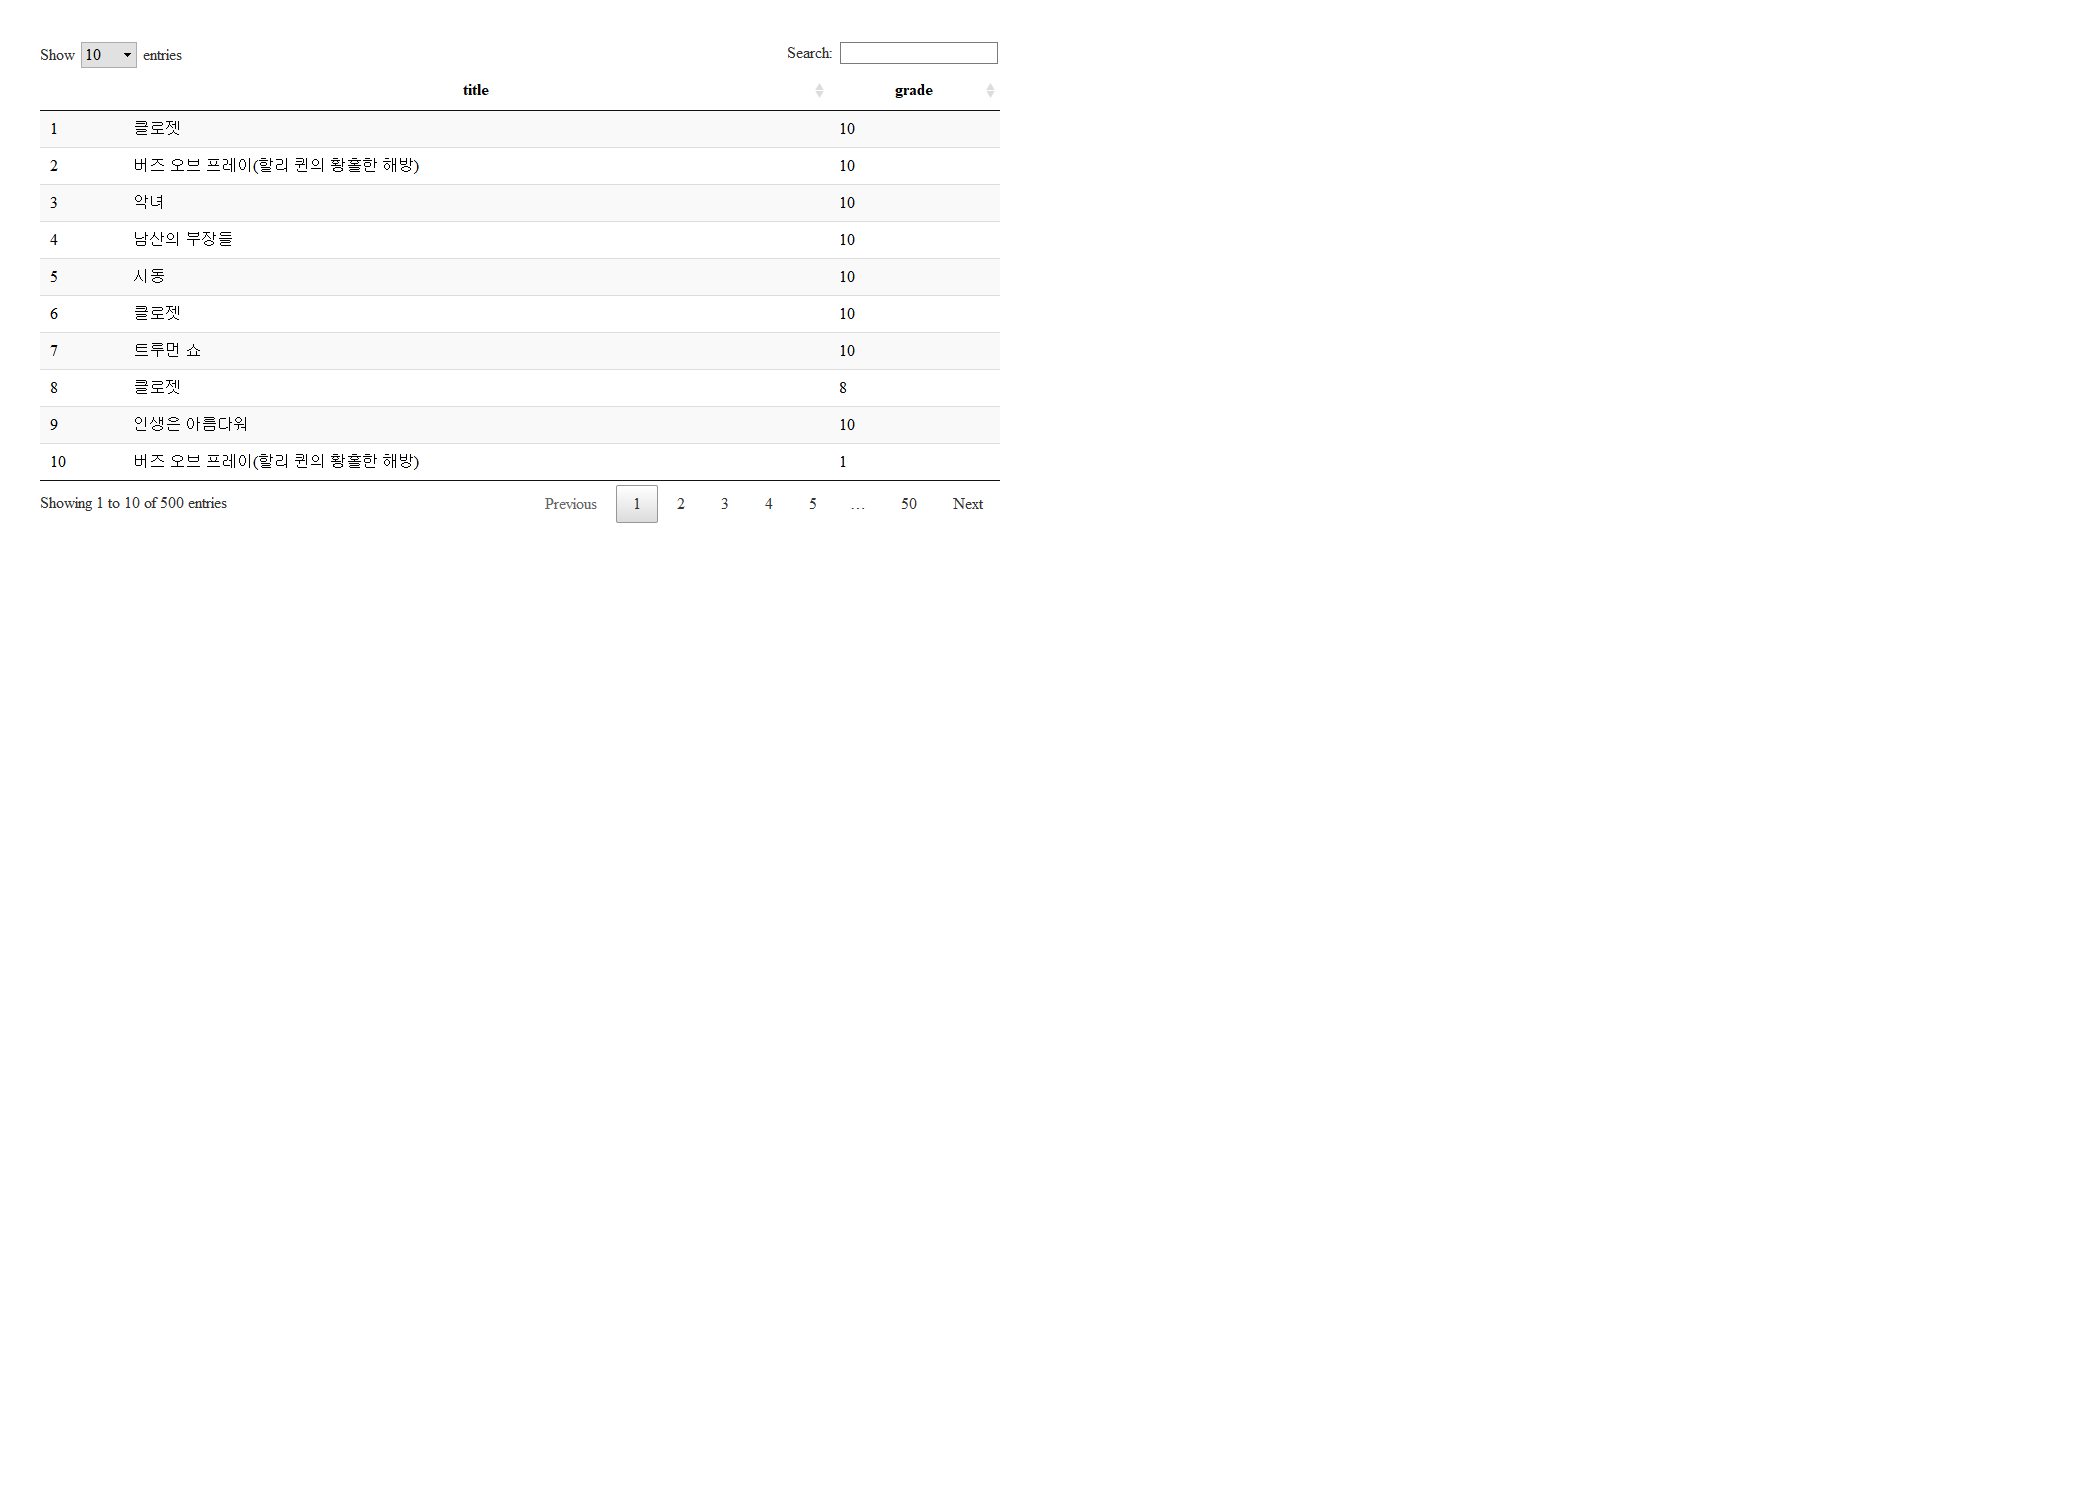 Show 10 entries Search:
title grade
1 클로젯 10
2 버즈 오브 프레이(할리 퀸의 황홀한 해방) 10
3 악녀 10
4 남산의 부장들 10
5 시동 10
6 클로젯 10
7 트루먼 쇼 10
8 클로젯 8
9 인생은 아름다워 10
10 버즈 오브 프레이(할리 퀸의 황홀한 해방) 1
Showing 1 to 10 of 500 entries Previous 1 2 3 4 5 … 50 Next